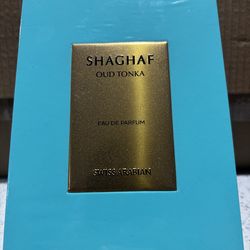 SHAGHAF
OUD TONKA
EAU DE PARFUM
SWISS ARABIAN